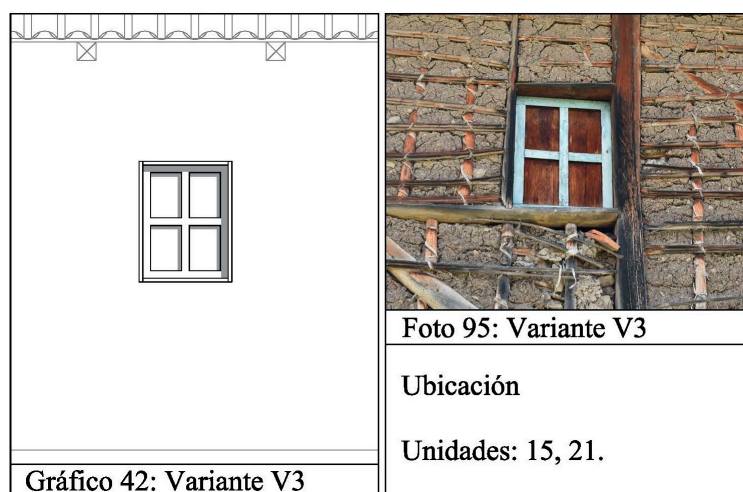 Gráfico 42: Variante V3
Foto 95: Variante V3
Ubicación
Unidades: 15, 21.